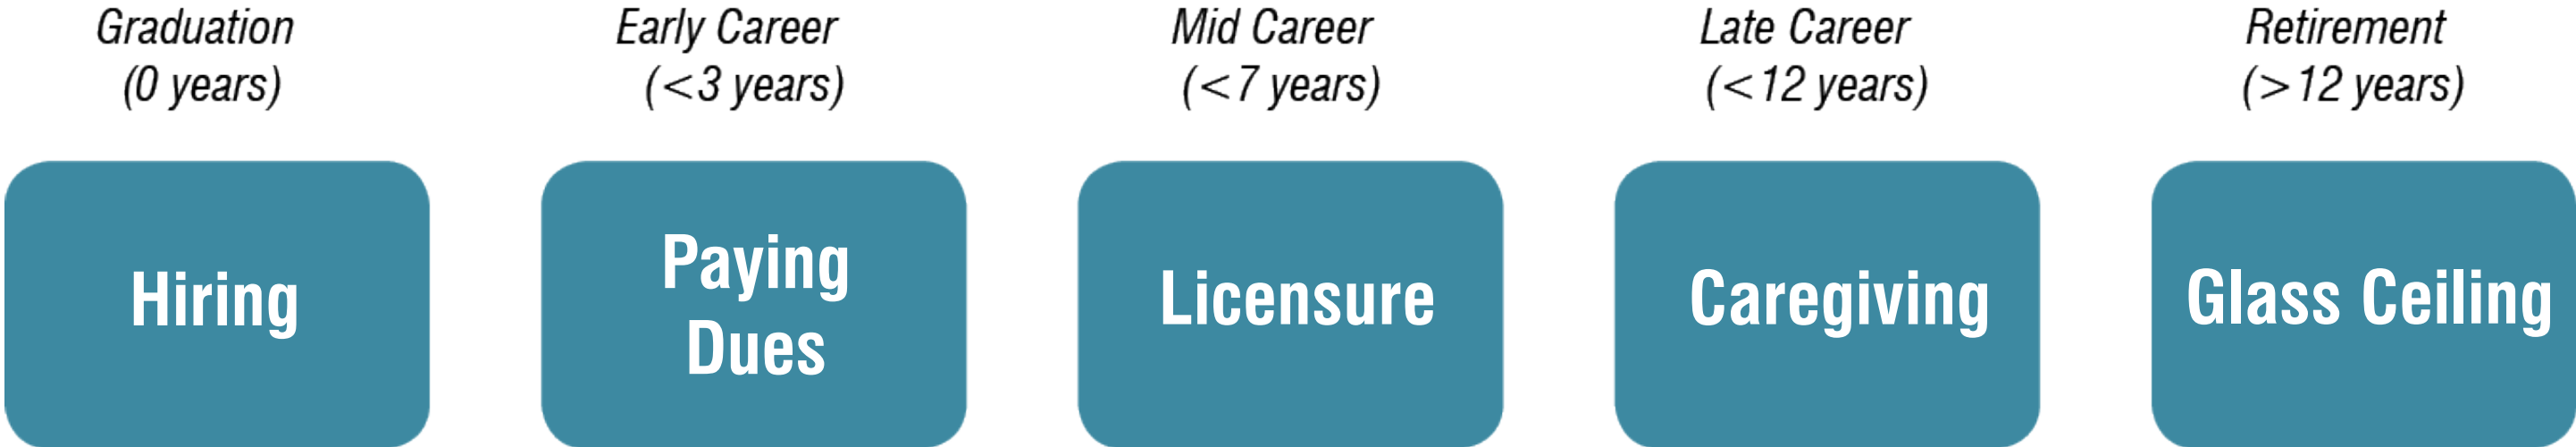 Graduation
(0 years)
Early Career
(<3 years)
Mid Career
(<7 years)
Late Career
(<12 years)
Retirement
(>12 years)
Hiring
Paying
Dues
Licensure
Caregiving
Glass Ceiling